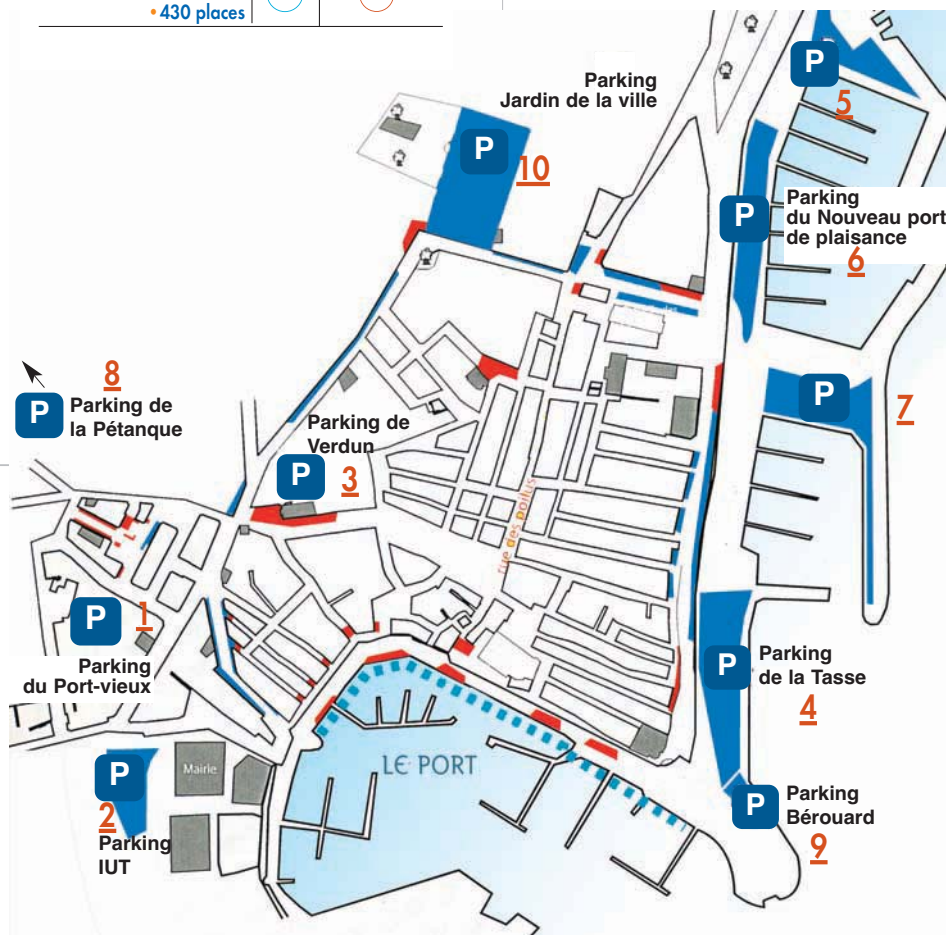 • 430 places
P
5
Parking
Jardin de la ville
P
10
P
Parking
du Nouveau port
de plaisance
6
8
P
Parking de
la Pétanque
P
7
Parking de
Verdun
P
3
rue des poilus
P
1
Parking
du Port-vieux
P
Parking
de la Tasse
4
P
2
Parking
IUT
Mairie
LE PORT
P
Parking
Bérouard
9